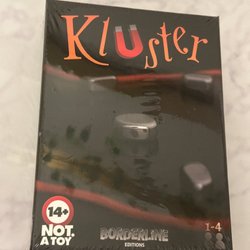 Kluster
14+
NOT
A TOY
BORDERLINE
EDITIONS
1-4